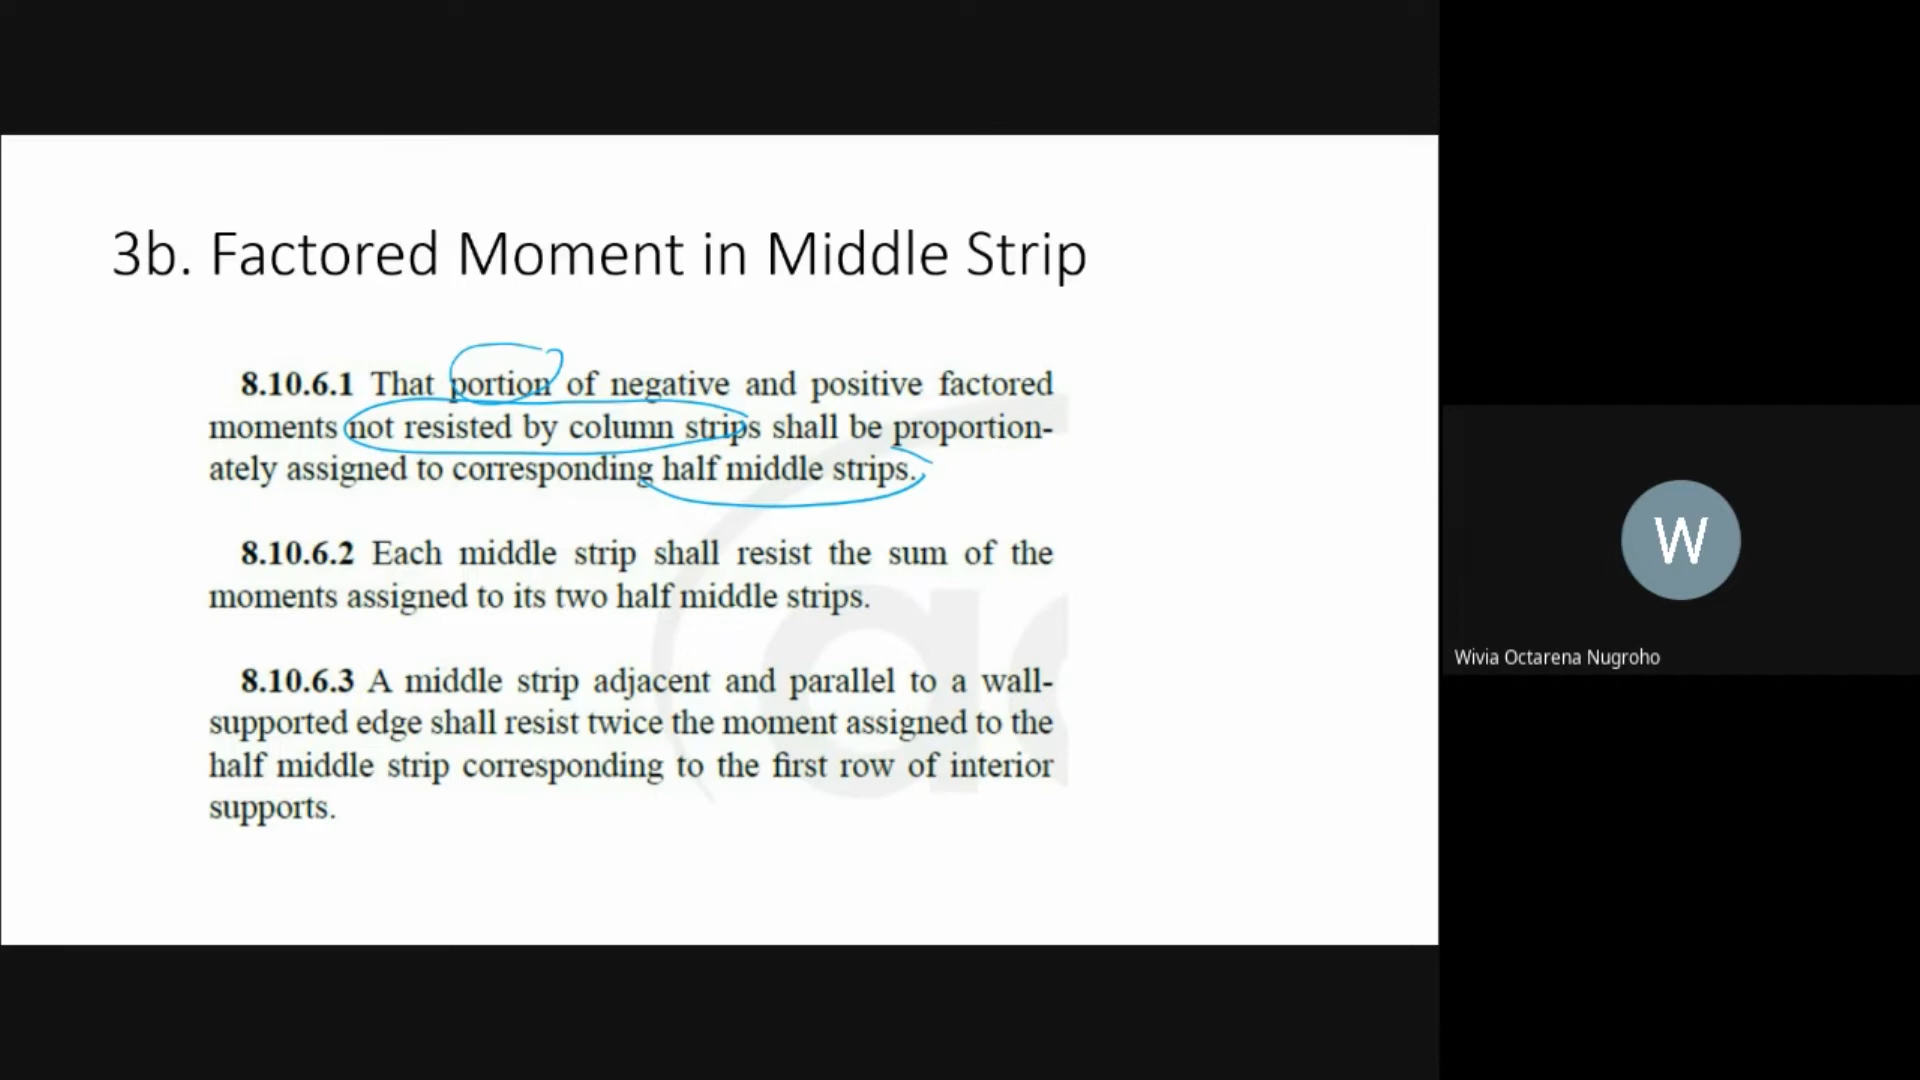 3b. Factored Moment in Middle Strip
8.10.6.1 That portion of negative and positive factored
moments not resisted by column strips shall be proportion-
ately assigned to corresponding half middle strips.
8.10.6.2 Each middle strip shall resist the sum of the
moments assigned to its two half middle strips.
8.10.6.3 A middle strip adjacent and parallel to a wall-
supported edge shall resist twice the moment assigned to the
half middle strip corresponding to the first row of interior
supports.
W
Wivia Octarena Nugroho